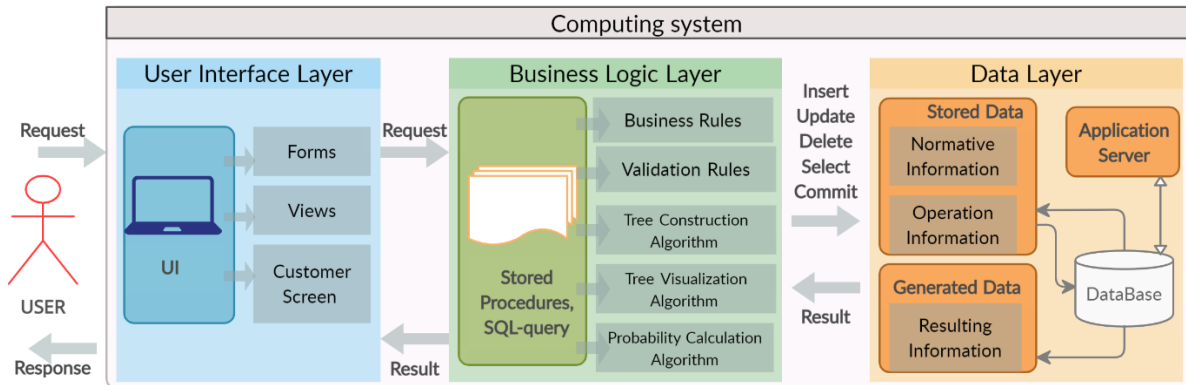 Computing system
User Interface Layer
Business Logic Layer
Data Layer
Request
USER
Response
UI
Forms
Views
Customer
Screen
Request
Result
Stored
Procedures,
SQL-query
Business Rules
Validation Rules
Tree Construction
Algorithm
Tree Visualization
Algorithm
Probability Calculation
Algorithm
Insert
Update
Delete
Select
Commit
Result
Stored Data
Normative
Information
Operation
Information
Generated Data
Resulting
Information
Application
Server
DataBase